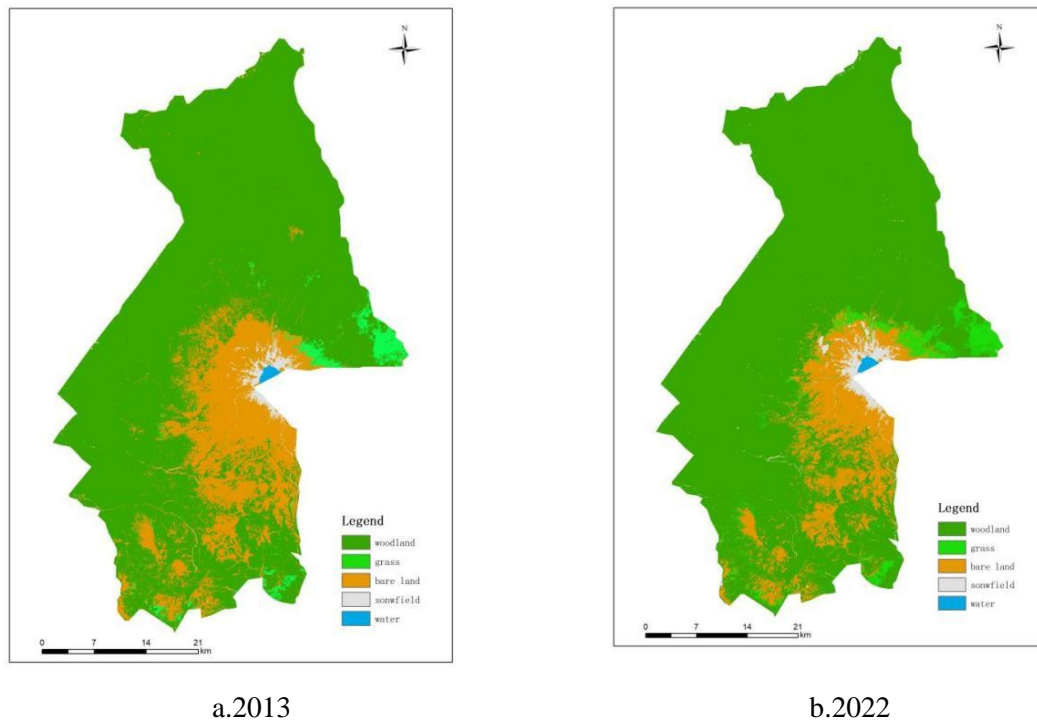 N
Legend
woodland
grass
bare land
sonwfield
water
0 7 14 21
km
a.2013
N
Legend
woodland
grass
bare land
sonwfield
water
0 7 14 21
km
b.2022